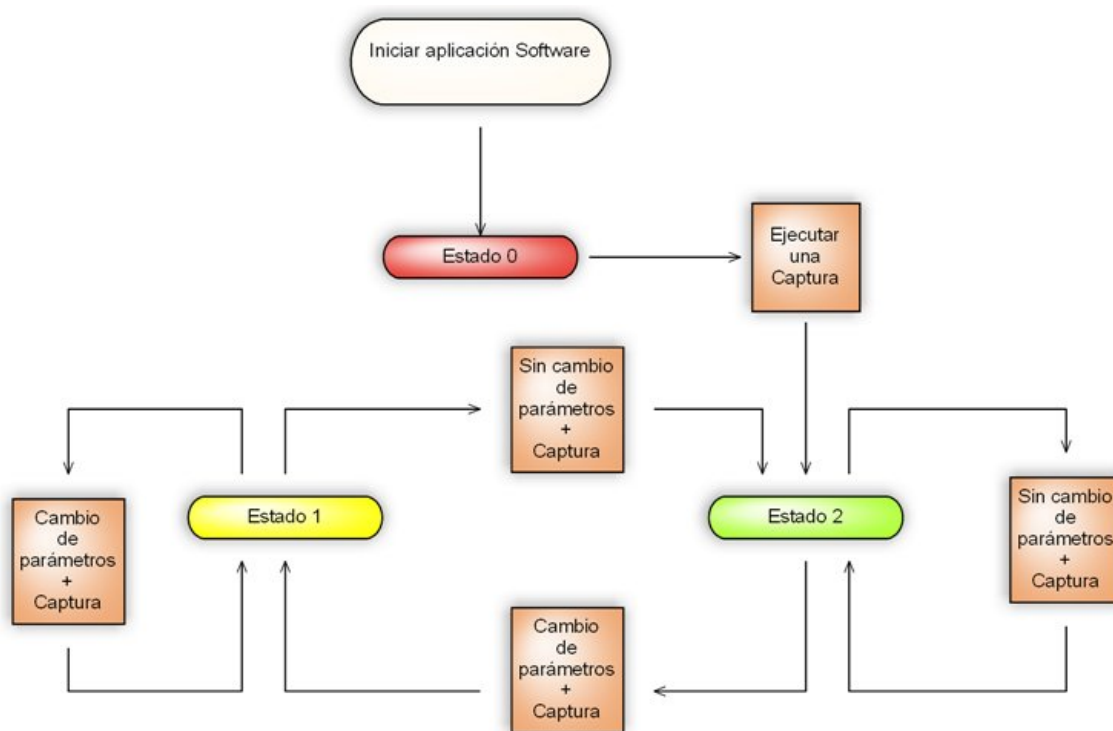 Iniciar aplicación Software
Estado 0
Ejecutar
una
Captura
Sin cambio
de
parámetros
+
Captura
Cambio
de
parámetros
+
Captura
Estado 1
Estado 2
Sin cambio
de
parámetros
+
Captura
Cambio
de
parámetros
+
Captura